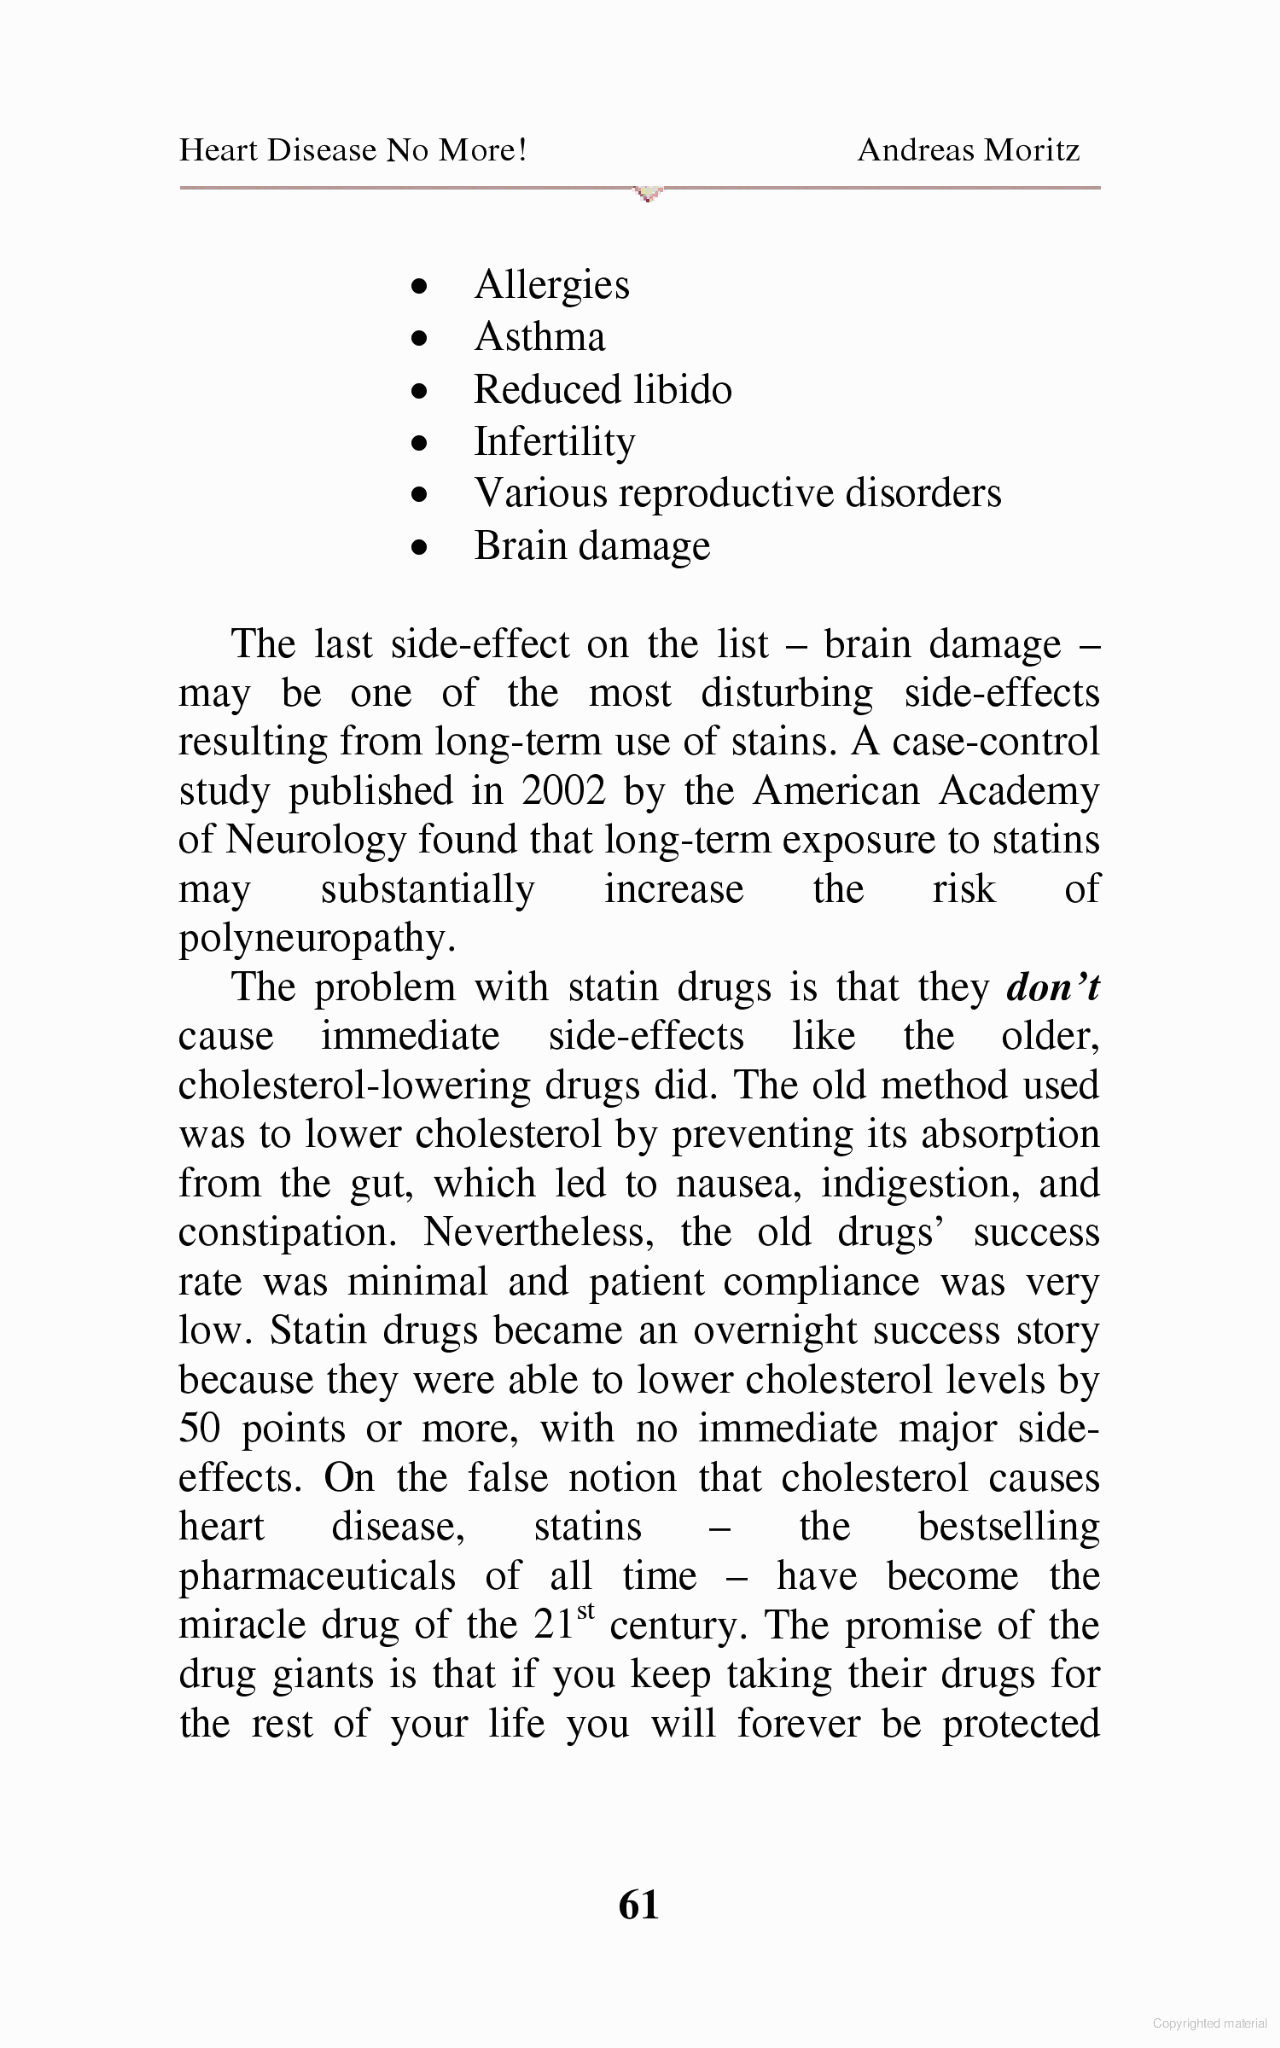 Heart Disease No More! Andreas Moritz
• Allergies
• Asthma
• Reduced libido
• Infertility
• Various reproductive disorders
• Brain damage
The last side-effect on the list – brain damage –
may be one of the most disturbing side-effects
resulting from long-term use of stains. A case-control
study published in 2002 by the American Academy
of Neurology found that long-term exposure to statins
may substantially increase the risk of
polyneuropathy.
The problem with statin drugs is that they don’t
cause immediate side-effects like the older,
cholesterol-lowering drugs did. The old method used
was to lower cholesterol by preventing its absorption
from the gut, which led to nausea, indigestion, and
constipation. Nevertheless, the old drugs’ success
rate was minimal and patient compliance was very
low. Statin drugs became an overnight success story
because they were able to lower cholesterol levels by
50 points or more, with no immediate major side-
effects. On the false notion that cholesterol causes
heart disease, statins – the bestselling
pharmaceuticals of all time – have become the
miracle drug of the 21st century. The promise of the
drug giants is that if you keep taking their drugs for
the rest of your life you will forever be protected
61
Copyrighted material